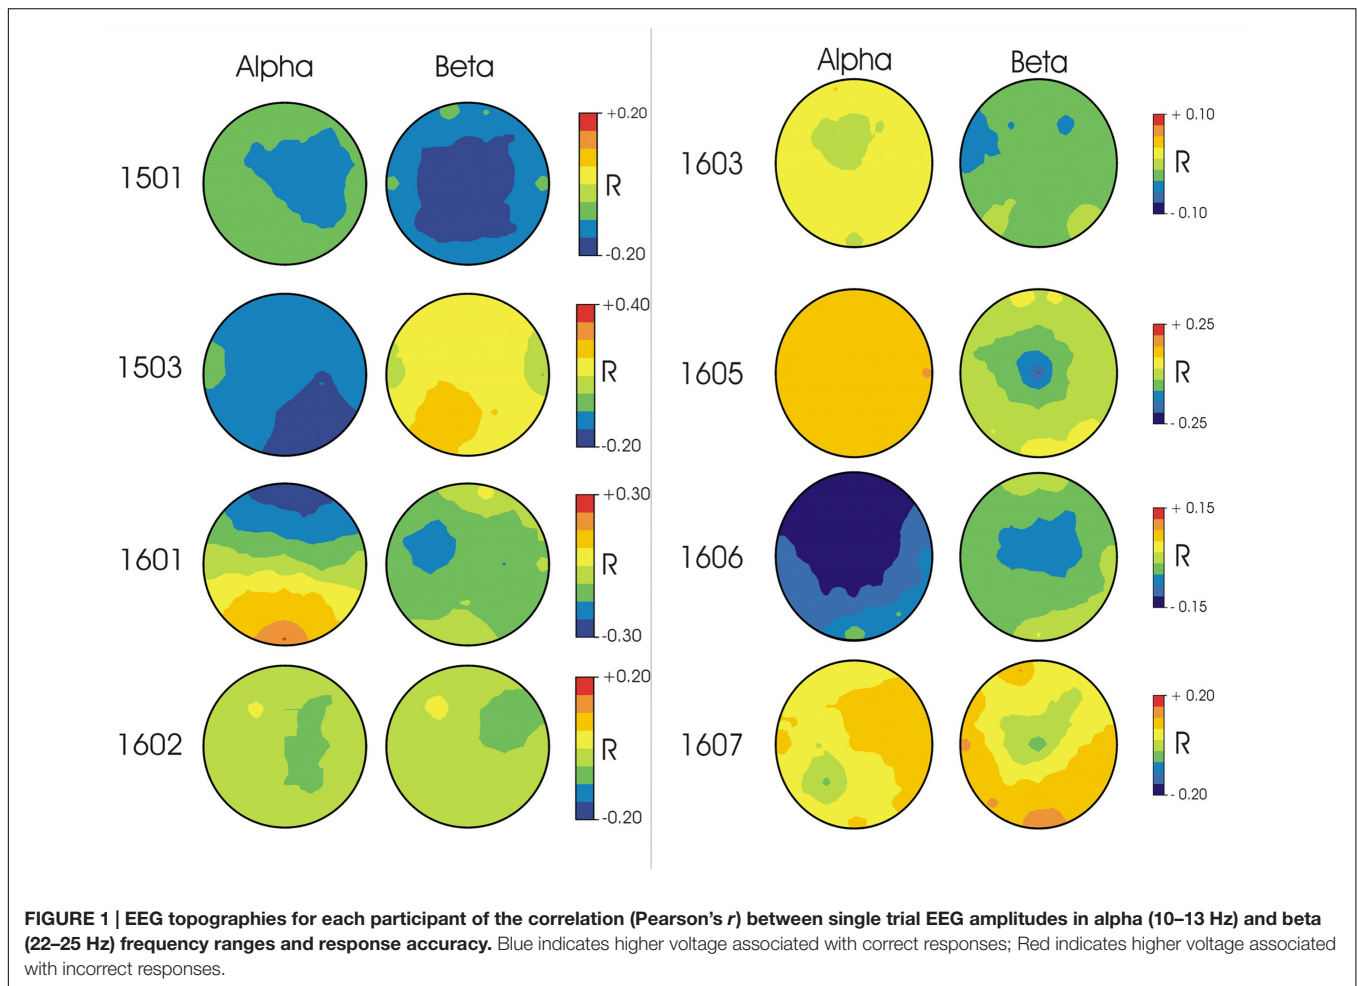 Alpha Beta
1501
+0.20
R
-0.20
1503
+0.40
R
-0.20
1601
+0.30
R
-0.30
1602
+0.20
R
-0.20
Alpha Beta
1603
+ 0.10
R
- 0.10
1605
+ 0.25
R
- 0.25
1606
+ 0.15
R
- 0.15
1607
+ 0.20
R
- 0.20
FIGURE 1 | EEG topographies for each participant of the correlation (Pearson's r) between single trial EEG amplitudes in alpha (10–13 Hz) and beta
(22–25 Hz) frequency ranges and response accuracy. Blue indicates higher voltage associated with correct responses; Red indicates higher voltage associated
with incorrect responses.